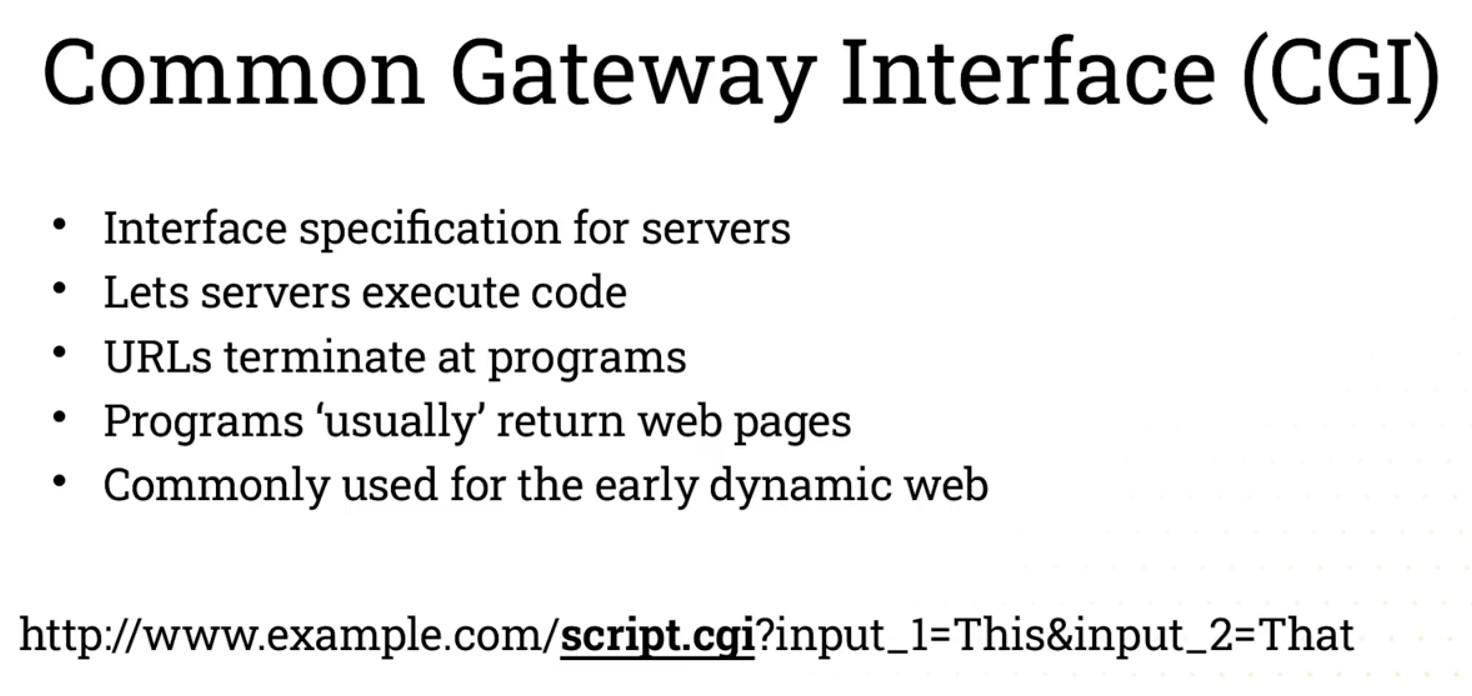 Common Gateway Interface (CGI)
• Interface specification for servers
• Lets servers execute code
• URLs terminate at programs
• Programs ‘usually’ return web pages
• Commonly used for the early dynamic web
http://www.example.com/script.cgi?input_1=This&input_2=That